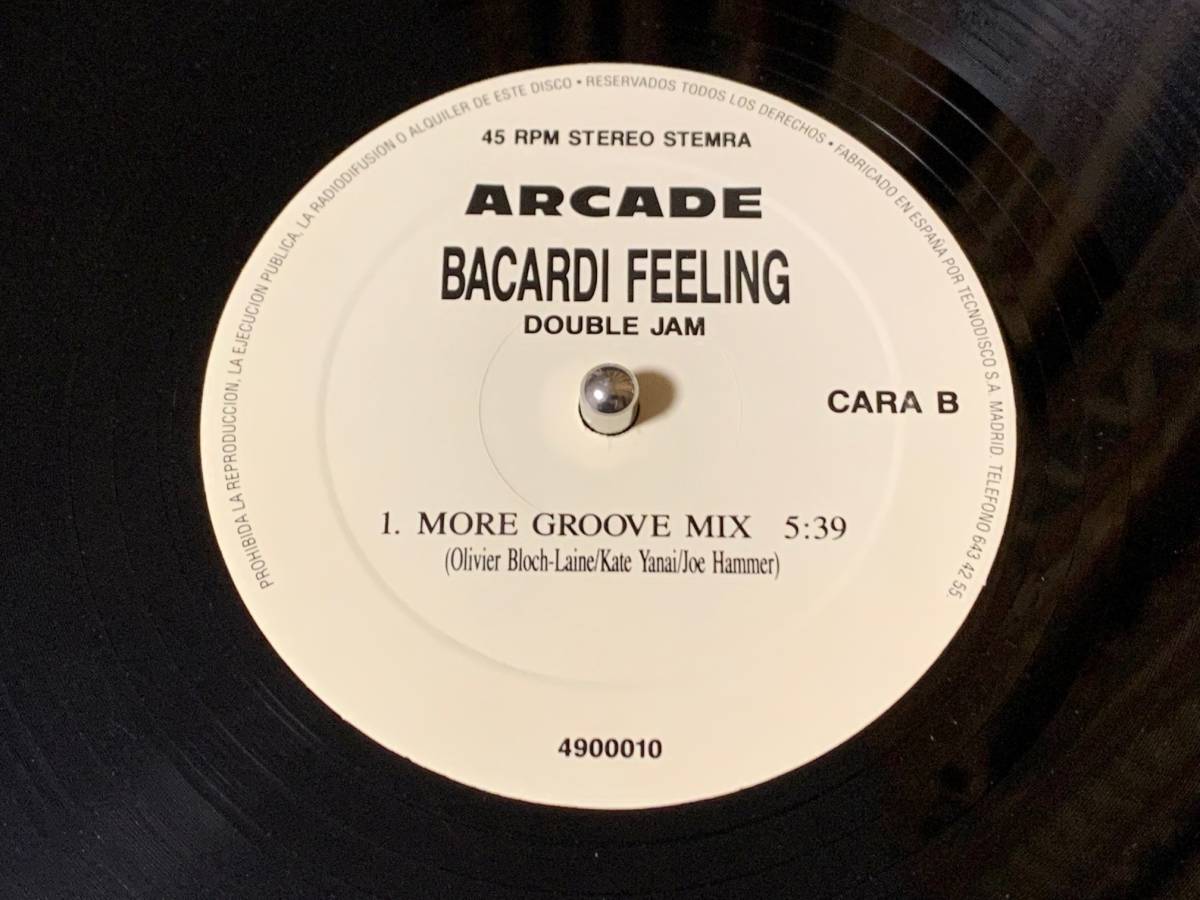 PROHIBIDA LA REPRODUCCION, LA EJECUCION PUBLICA, LA RADIODIFUSION O ALQUILER DE ESTE DISCO • RESERVADOS TODOS LOS DERECHOS • FABRICADO EN ESPAÑA POR TECNODISCO S.A. MADRID. TELEFONO 643 42 55.
45 RPM STEREO STEMRA
ARCADE
BACARDI FEELING
DOUBLE JAM
CARA B
1. MORE GROOVE MIX 5:39
(Olivier Bloch-Laine/Kate Yanai/Joe Hammer)
4900010